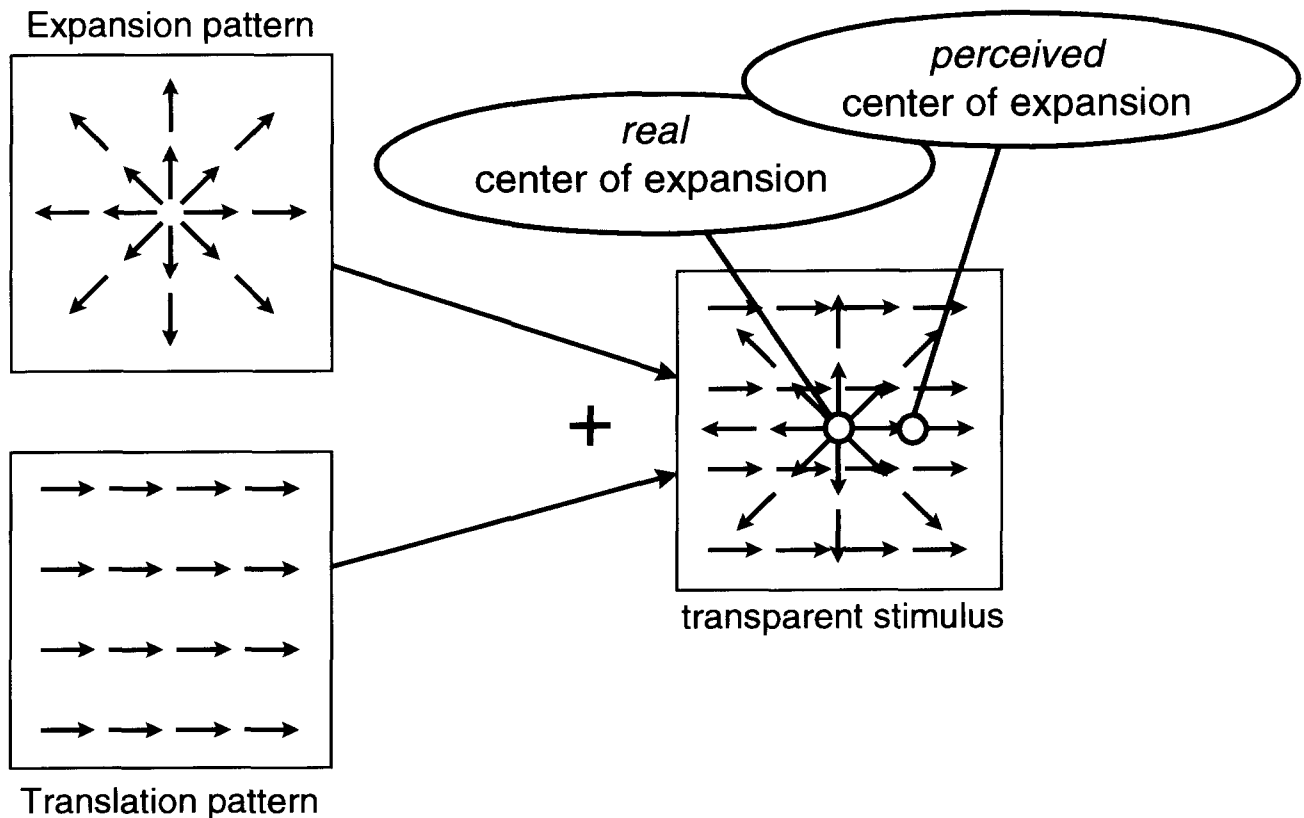 Expansion pattern
real
center of expansion
perceived
center of expansion
+
transparent stimulus
Translation pattern